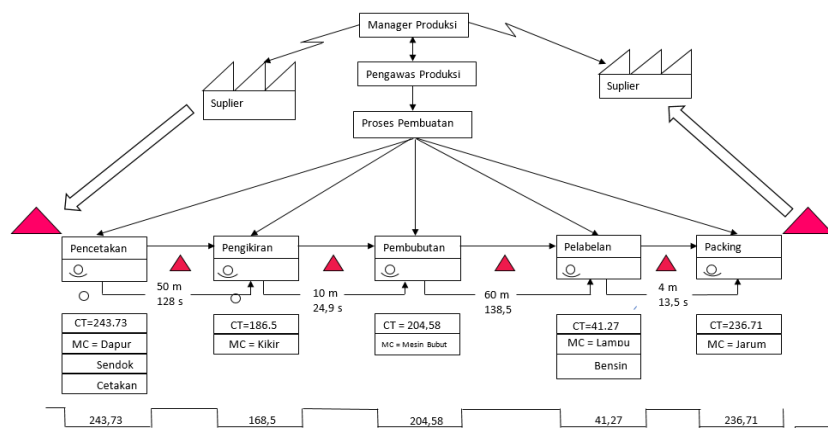 Manager Produksi
Pengawas Produksi
Suplier
Suplier
Proses Pembuatan
Pencetakan
Pengikiran
Pembubutan
Pelabelan
Packing
50 m
128 s
10 m
24,9 s
60 m
138,5
4 m
13,5 s
CT=243.73
MC = Dapur
Sendok
Cetakan
CT=186.5
MC = Kikir
CT = 204,58
MC = Mesin Bubut
CT=41.27
MC = Lampu
Bensin
CT=236.71
MC = Jarum
243,73
168,5
204,58
41,27
236,71